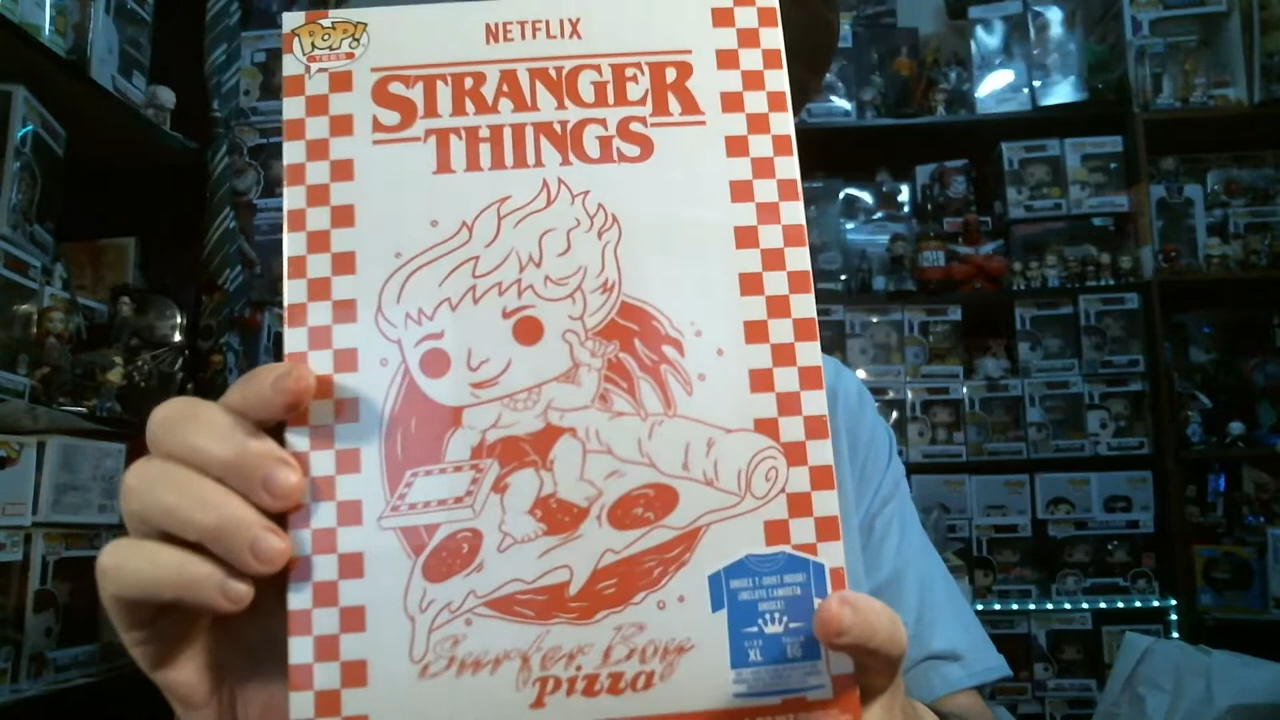 POP!
TEES
NETFLIX
STRANGER
THINGS
UNISEX T-SHIRT INSIDE!
¡INCLUYE CAMISETA
UNISEX!
SIZE
XL
TALLA
EG
Surfer Boy
pizza